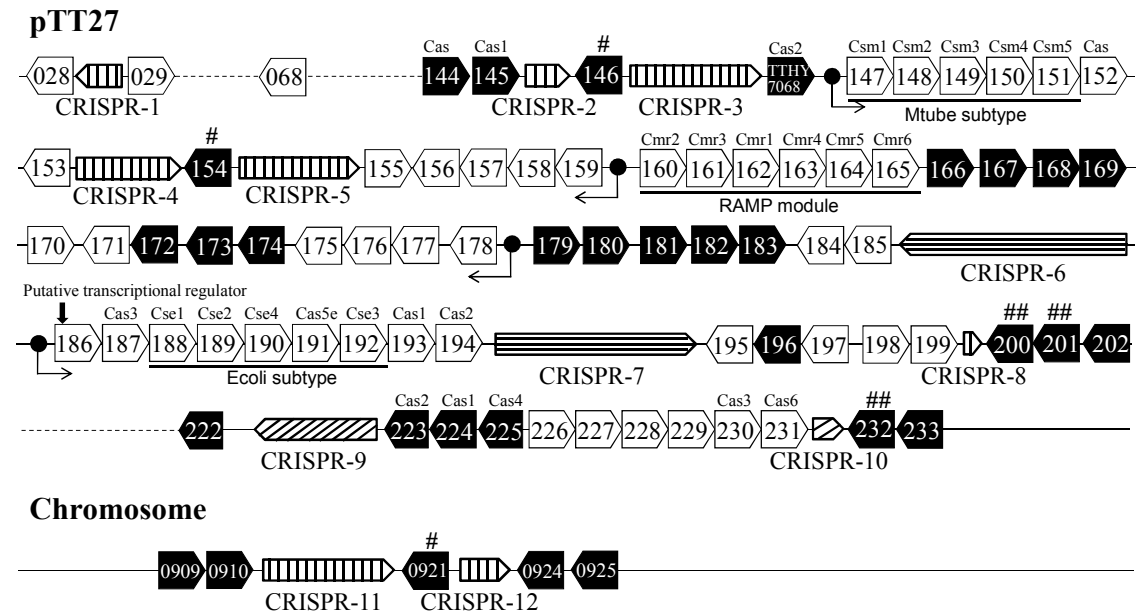 pTT27
Cas Cas1 # Cas2 Csm1 Csm2 Csm3 Csm4 Csm5 Cas
028 029 068 144 145 146 TTHY 7068 147 148 149 150 151 152
CRISPR-1 CRISPR-2 CRISPR-3
Mtube subtype
# Cmr2 Cmr3 Cmr1 Cmr4 Cmr5 Cmr6
153 154 155 156 157 158 159 160 161 162 163 164 165 166 167 168 169
CRISPR-4 CRISPR-5
RAMP module
170 171 172 173 174 175 176 177 178 179 180 181 182 183 184 185
CRISPR-6
Putative transcriptional regulator
Cas3 Cse1 Cse2 Cse4 Cas5e Cse3 Cas1 Cas2 ## ##
186 187 188 189 190 191 192 193 194 195 196 197 198 199 200 201 202
Ecoli subtype
CRISPR-7 CRISPR-8
Cas2 Cas1 Cas4 Cas3 Cas6 ##
222 223 224 225 226 227 228 229 230 231 232 233
CRISPR-9 CRISPR-10
Chromosome
#
0909 0910 0921 0924 0925
CRISPR-11 CRISPR-12